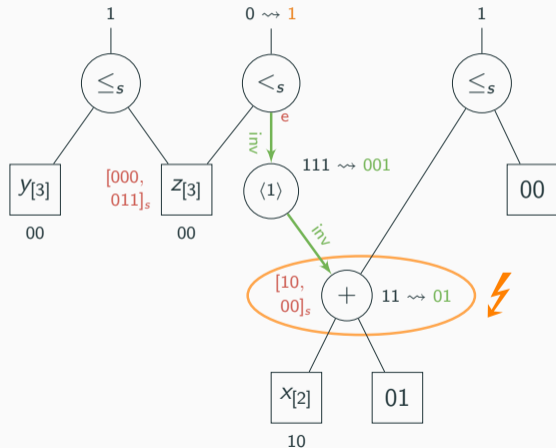 1
0 ⇝ 1
1
≤s
<s
≤s
e
inv
y[3]
[000,
011]s
z[3]
⟨1⟩
111 ⇝ 001
00
00
00
inv
[10,
00]s
+
11 ⇝ 01
x[2]
01
10